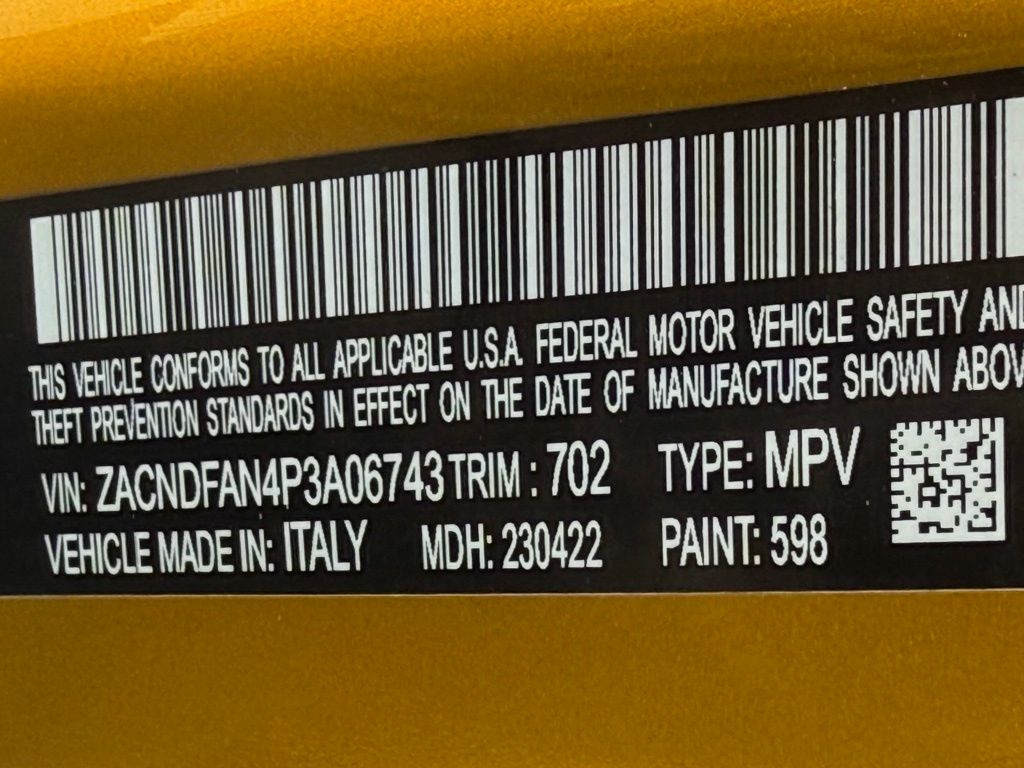 THIS VEHICLE CONFORMS TO ALL APPLICABLE U.S.A. FEDERAL MOTOR VEHICLE SAFETY AND
THEFT PREVENTION STANDARDS IN EFFECT ON THE DATE OF MANUFACTURE SHOWN ABOV
VIN: ZACNDFAN4P3A06743 TRIM : 702 TYPE: MPV
VEHICLE MADE IN: ITALY MDH: 230422 PAINT: 598